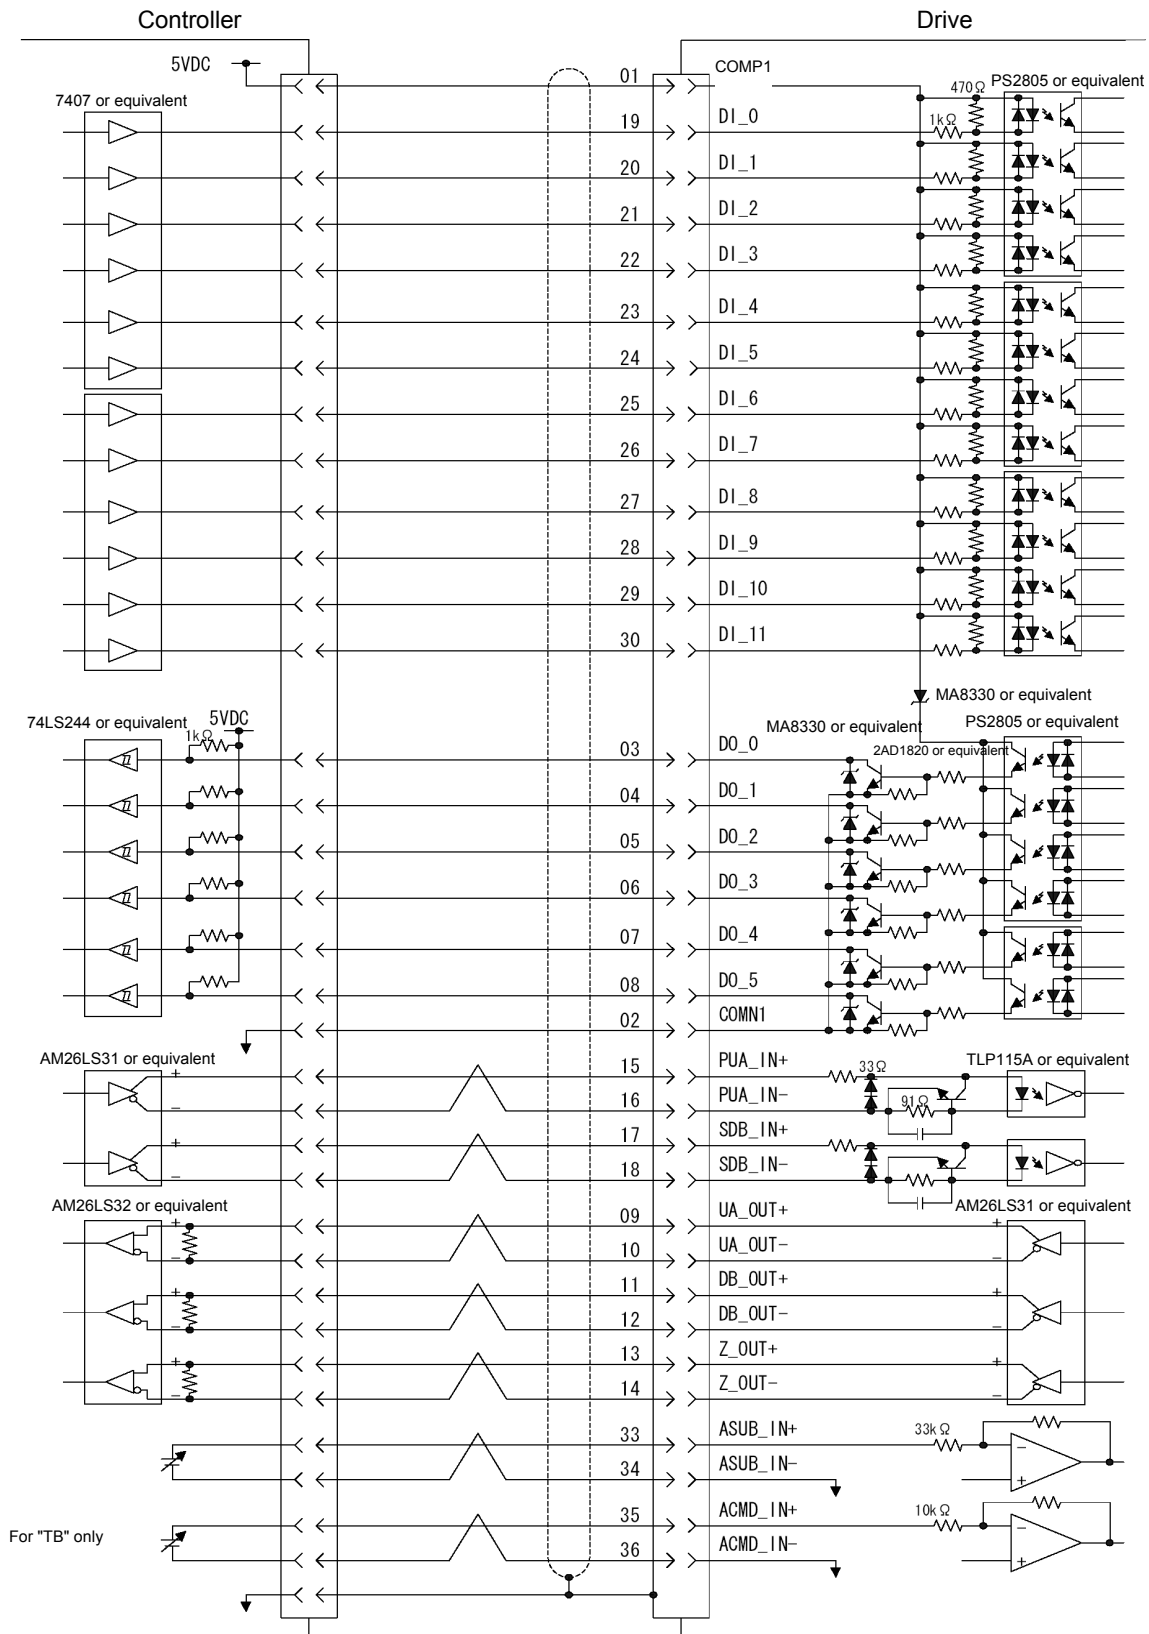 Controller
Drive
5VDC
01
COMP1
470Ω
PS2805 or equivalent
7407 or equivalent
19
DI_0
1kΩ
20
DI_1
21
DI_2
22
DI_3
23
DI_4
24
DI_5
25
DI_6
26
DI_7
27
DI_8
28
DI_9
29
DI_10
30
DI_11
MA8330 or equivalent
74LS244 or equivalent
5VDC
MA8330 or equivalent
PS2805 or equivalent
1kΩ
03
DO_0
2AD1820 or equivalent
04
DO_1
05
DO_2
06
DO_3
07
DO_4
08
DO_5
02
COMN1
AM26LS31 or equivalent
15
PUA_IN+
33Ω
TLP115A or equivalent
+
16
PUA_IN-
91Ω
−
17
SDB_IN+
+
18
SDB_IN-
−
AM26LS32 or equivalent
09
UA_OUT+
AM26LS31 or equivalent
+
+
10
UA_OUT-
−
−
11
DB_OUT+
+
+
12
DB_OUT-
−
−
13
Z_OUT+
+
+
14
Z_OUT-
−
−
33
ASUB_IN+
33kΩ
−
34
ASUB_IN-
+
35
ACMD_IN+
10kΩ
−
For "TB" only
36
ACMD_IN-
+